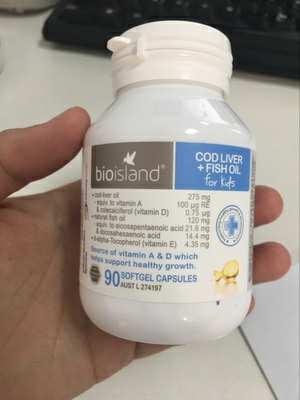 bioisland®
COD LIVER
+ FISH OIL
for kids
• cod-liver oil 275 mg
equiv. to vitamin A 100 µg RE
& colecalciferol (vitamin D) 0.75 µg
• natural fish oil 120 mg
equiv. to eicosapentaenoic acid 21.6 mg
& docosahexaenoic acid 14.4 mg
• d-alpha-Tocopherol (vitamin E) 4.35 mg
Source of vitamin A & D which
helps support healthy growth.
90 SOFTGEL CAPSULES
AUST L 274197